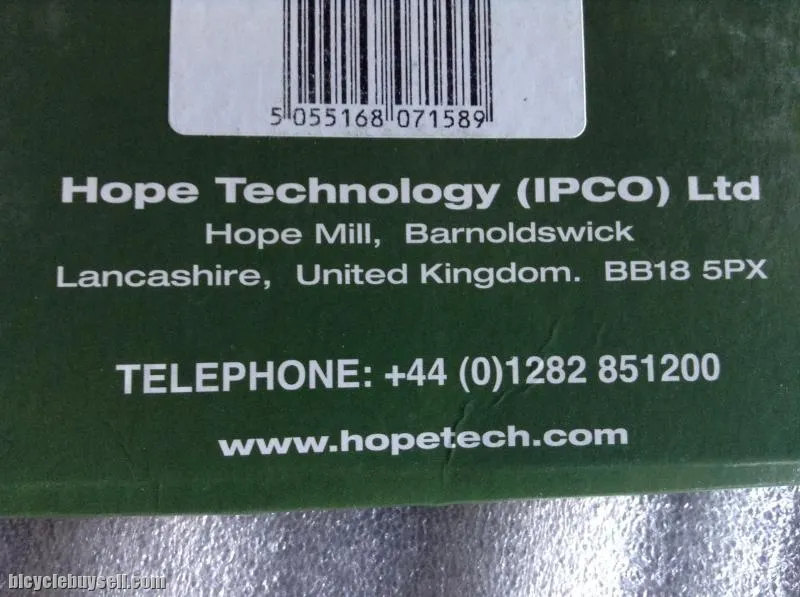 5 055168 071589
Hope Technology (IPCO) Ltd
Hope Mill, Barnoldswick
Lancashire, United Kingdom. BB18 5PX
TELEPHONE: +44 (0)1282 851200
www.hopetech.com
bicyclebuysell.com